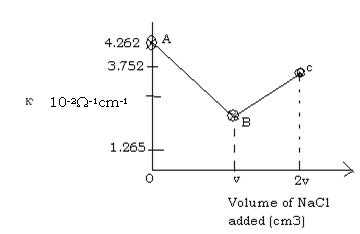 4.262 A
3.752 c
K 10⁻²Ω⁻¹cm⁻¹
B
1.265
0 v 2v
Volume of NaCl
added (cm3)